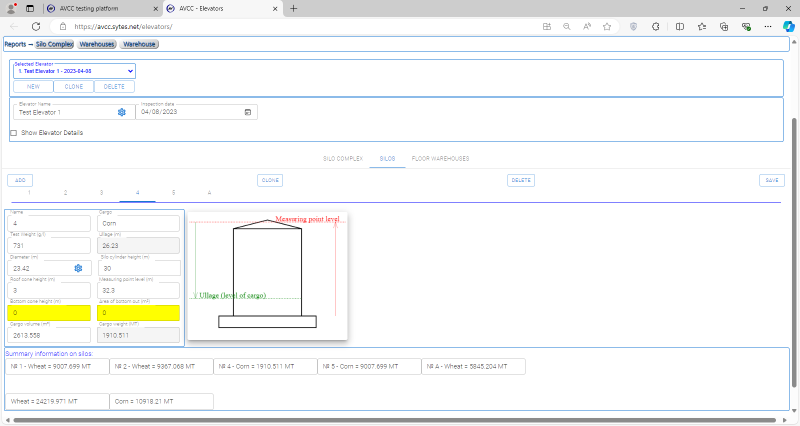 AVCC testing platform
AVCC - Elevators
https://avcc.sytes.net/elevators/
Reports → Silo Complex Warehouses Warehouse
Selected Elevator
1. Test Elevator 1 - 2023-04-08
NEW CLONE DELETE
Elevator Name Inspection date
Test Elevator 1 04/08/2023
Show Elevator Details
SILO COMPLEX SILOS FLOOR WAREHOUSES
ADD CLONE DELETE SAVE
1 2 3 4 5 A
Name Cargo
4 Corn
Test Weight (g/l) Ullage (m)
731 26.23
Diameter (m) Silo cylinder height (m)
23.42 30
Roof cone height (m) Measuring point level (m)
3 32.3
Bottom cone height (m) Area of bottom out (m²)
0 0
Cargo volume (m³) Cargo weight (MT)
2613.558 1910.511
Measuring point level
Ullage (level of cargo)
Summary information on silos:
№ 1 - Wheat = 9007.699 MT № 2 - Wheat = 9367.068 MT № 4 - Corn = 1910.511 MT № 5 - Corn = 9007.699 MT № A - Wheat = 5845.204 MT
Wheat = 24219.971 MT Corn = 10918.21 MT